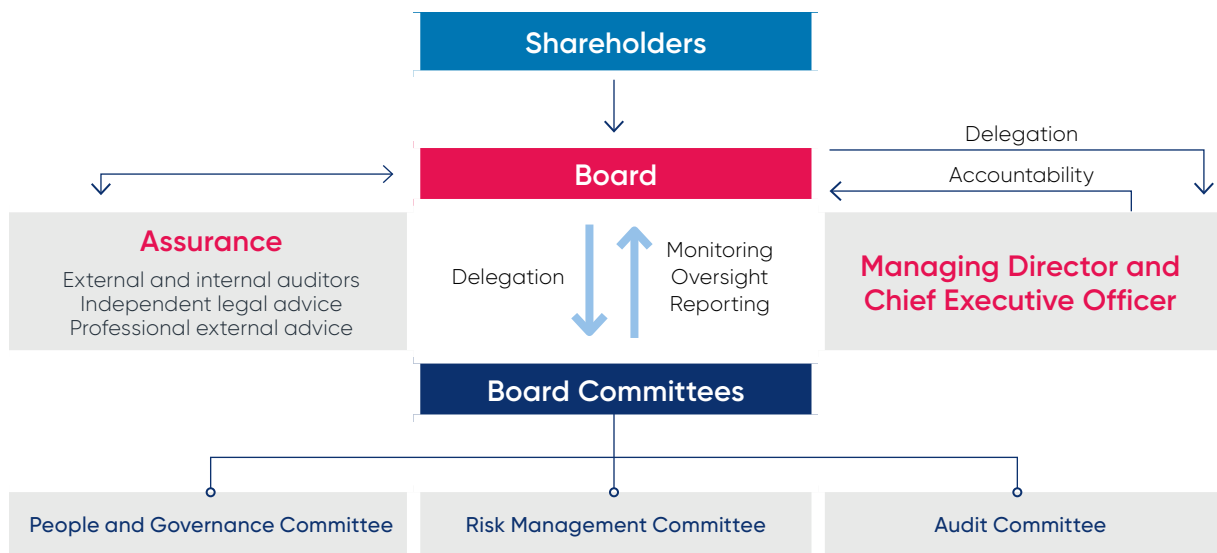 Shareholders
Delegation
Board
Accountability
Assurance
External and internal auditors
Independent legal advice
Professional external advice
Delegation
Monitoring
Oversight
Reporting
Managing Director and
Chief Executive Officer
Board Committees
People and Governance Committee
Risk Management Committee
Audit Committee